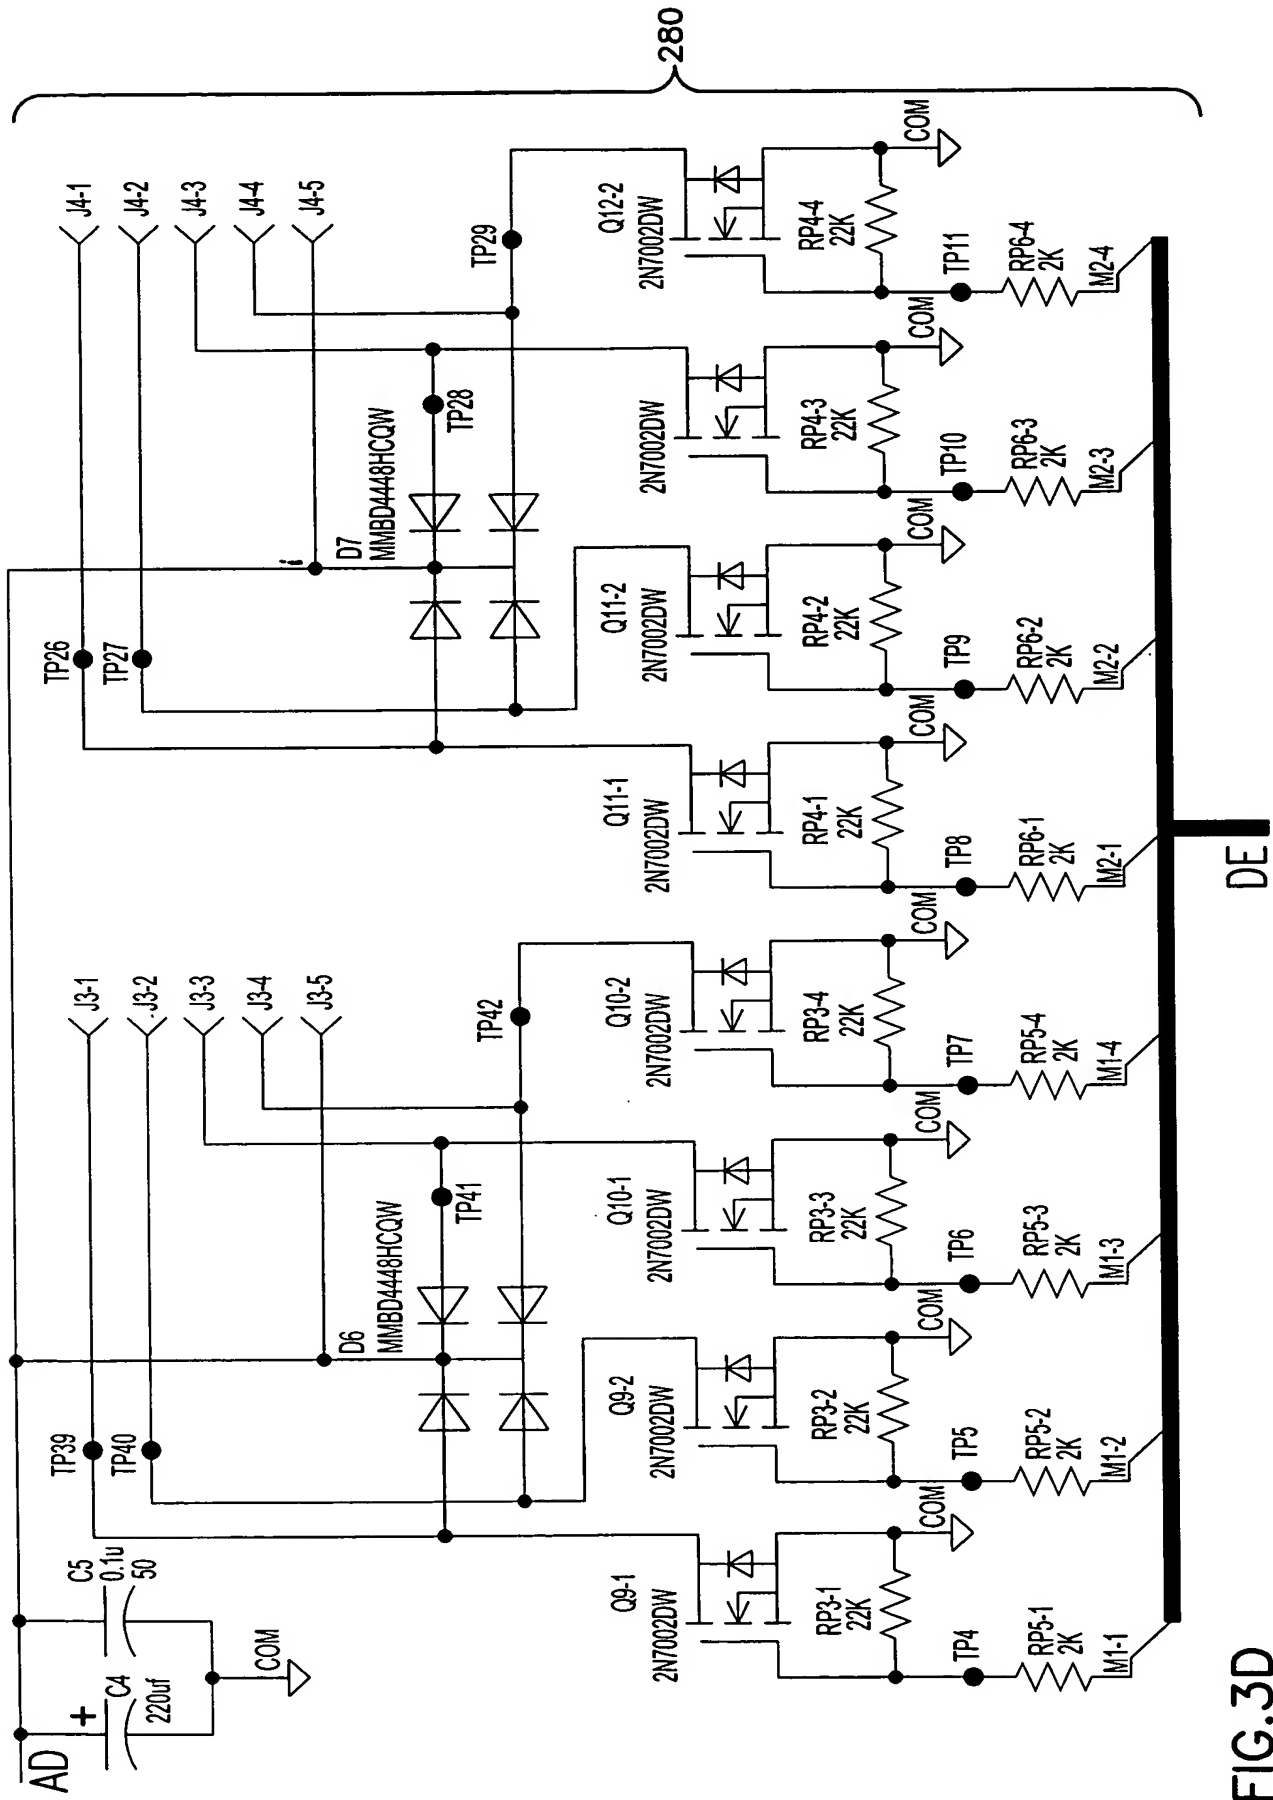 280
J4-1
J4-2
J4-3
J4-4
J4-5
TP26
TP27
D7
MMBD4448HCQW
TP28
TP29
J3-1
J3-2
J3-3
J3-4
J3-5
TP39
TP40
D6
MMBD4448HCQW
TP41
TP42
AD
+
C4
220uf
C5
0.1u
50
COM
Q9-1
2N7002DW
Q9-2
2N7002DW
Q10-1
2N7002DW
Q10-2
2N7002DW
Q11-1
2N7002DW
Q11-2
2N7002DW
2N7002DW
Q12-2
2N7002DW
RP3-1
22K
RP3-2
22K
RP3-3
22K
RP3-4
22K
RP4-1
22K
RP4-2
22K
RP4-3
22K
RP4-4
22K
COM
COM
COM
COM
COM
COM
COM
COM
TP4
TP5
TP6
TP7
TP8
TP9
TP10
TP11
RP5-1
2K
RP5-2
2K
RP5-3
2K
RP5-4
2K
RP6-1
2K
RP6-2
2K
RP6-3
2K
RP6-4
2K
M1-1
M1-2
M1-3
M1-4
M2-1
M2-2
M2-3
M2-4
DE
FIG.3D